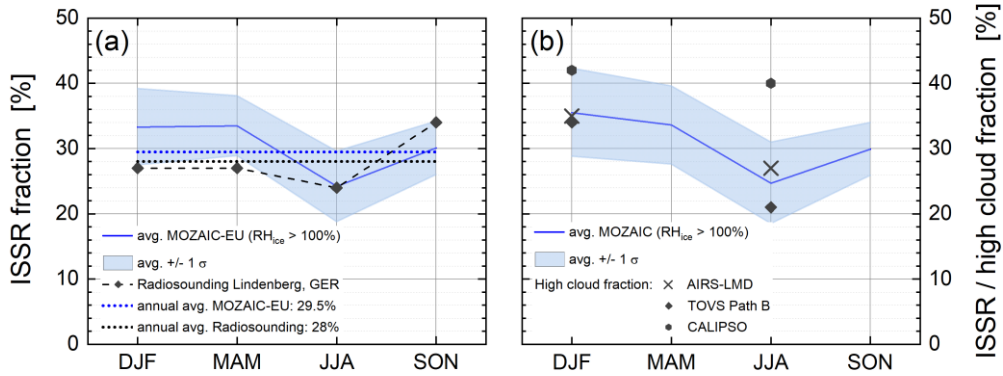 (a)
ISSR fraction [%]
50
40
30
20
10
0
avg. MOZAIC-EU (RHice > 100%)
avg. +/- 1 σ
Radiosounding Lindenberg, GER
annual avg. MOZAIC-EU: 29.5%
annual avg. Radiosounding: 28%
DJF MAM JJA SON
(b)
avg. MOZAIC (RHice > 100%)
avg. +/- 1 σ
High cloud fraction: AIRS-LMD
TOVS Path B
CALIPSO
DJF MAM JJA SON
50
40
30
20
10
0
ISSR / high cloud fraction [%]